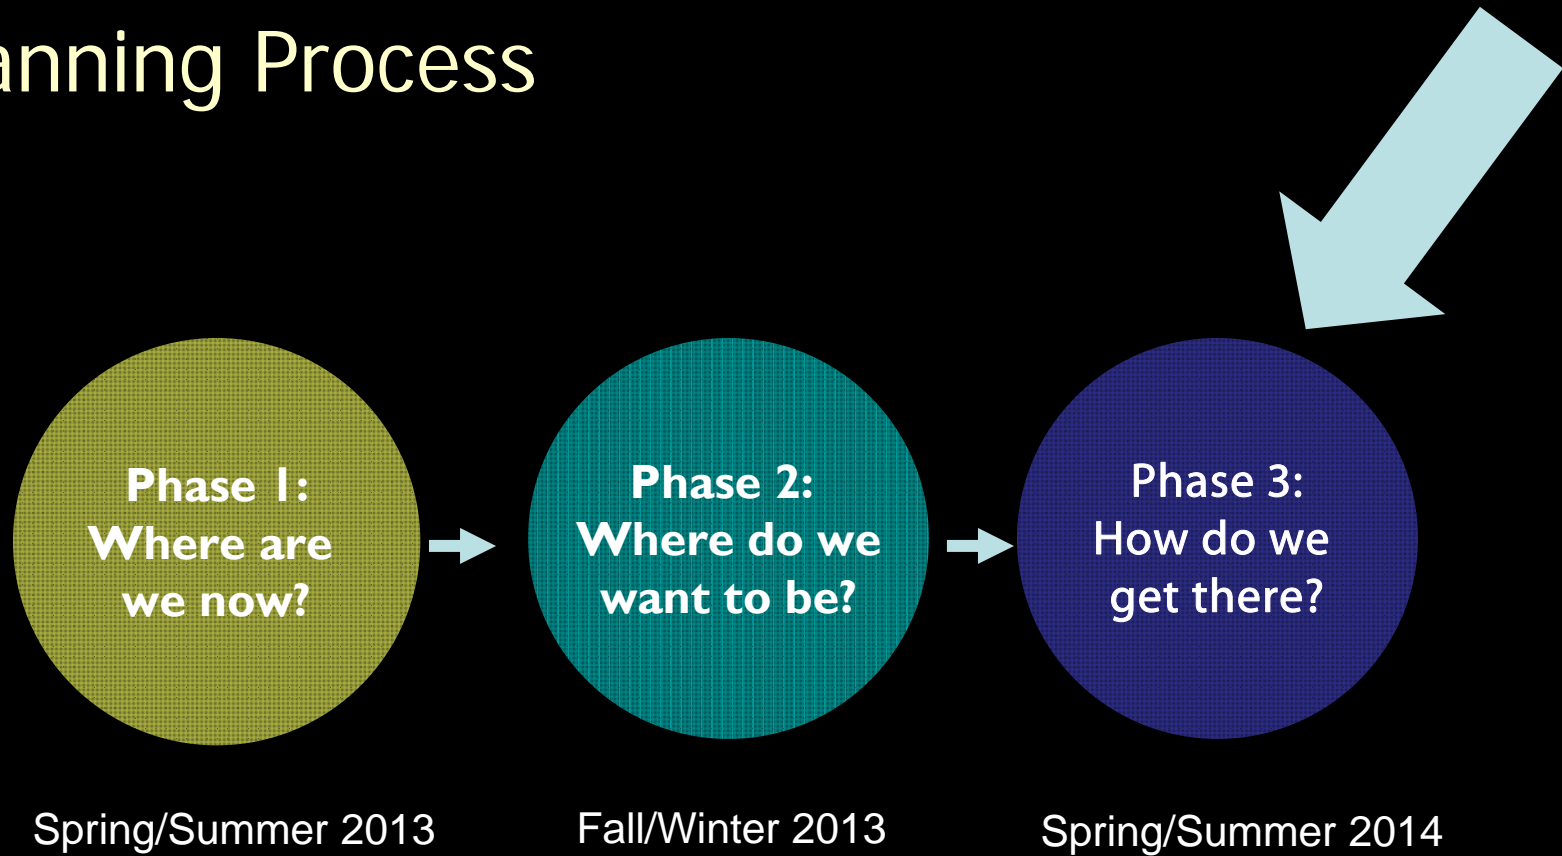 anning Process
Phase 1:
Where are
we now?
Phase 2:
Where do we
want to be?
Phase 3:
How do we
get there?
Spring/Summer 2013
Fall/Winter 2013
Spring/Summer 2014